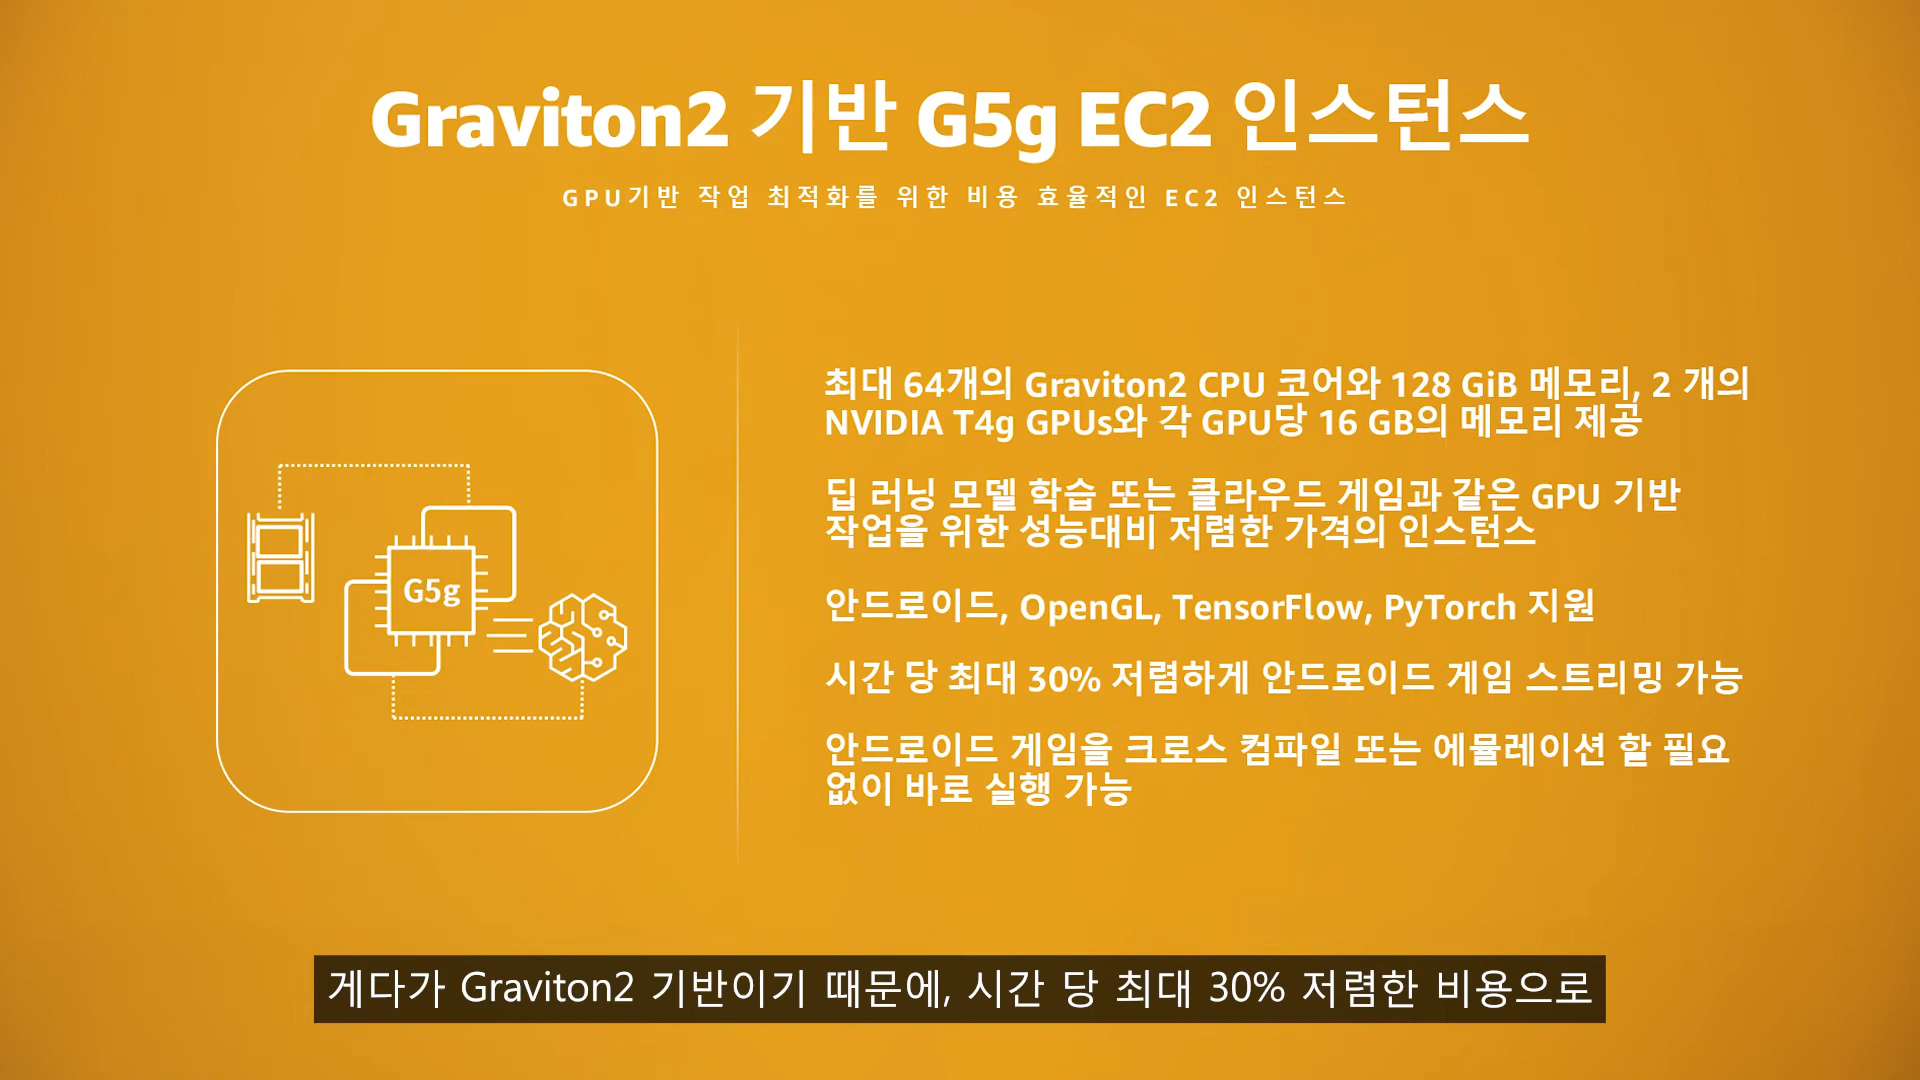 Graviton2 기반 G5g EC2 인스턴스
GPU기반 작업 최적화를 위한 비용 효율적인 EC2 인스턴스
G5g
최대 64개의 Graviton2 CPU 코어와 128 GiB 메모리, 2 개의
NVIDIA T4g GPUs와 각 GPU당 16 GB의 메모리 제공
딥 러닝 모델 학습 또는 클라우드 게임과 같은 GPU 기반
작업을 위한 성능대비 저렴한 가격의 인스턴스
안드로이드, OpenGL, TensorFlow, PyTorch 지원
시간 당 최대 30% 저렴하게 안드로이드 게임 스트리밍 가능
안드로이드 게임을 크로스 컴파일 또는 에뮬레이션 할 필요
없이 바로 실행 가능
게다가 Graviton2 기반이기 때문에, 시간 당 최대 30% 저렴한 비용으로